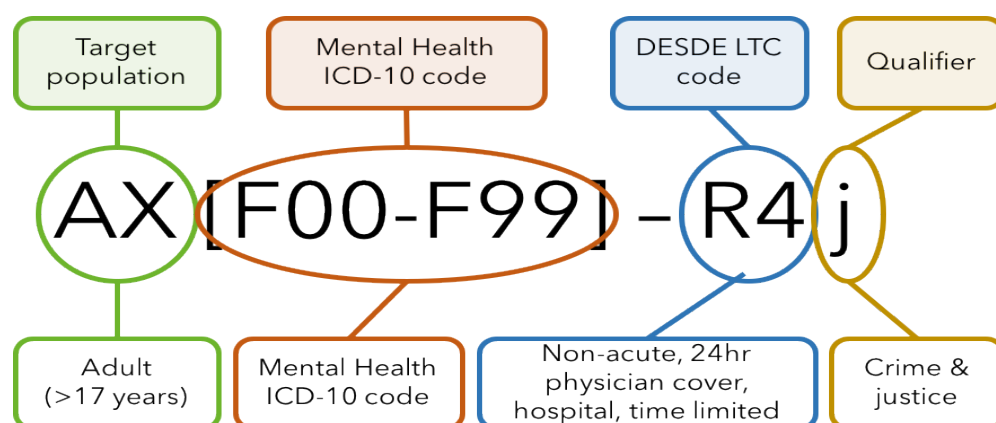 Target
population
Mental Health
ICD-10 code
DESDE LTC
code
Qualifier
AX [F00-F99] – R4 j
Adult
(>17 years)
Mental Health
ICD-10 code
Non-acute, 24hr
physician cover,
hospital, time limited
Crime &
justice